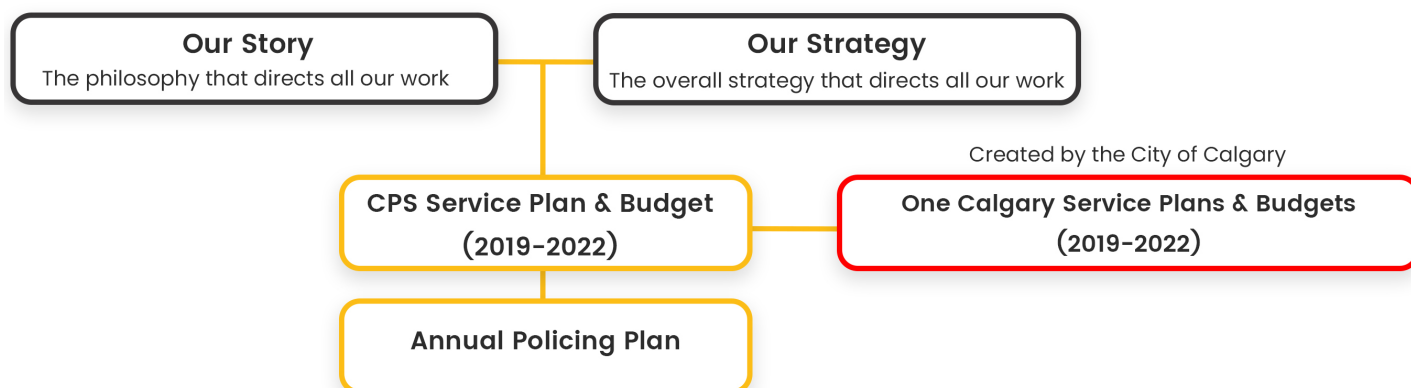 Our Story
The philosophy that directs all our work
Our Strategy
The overall strategy that directs all our work
Created by the City of Calgary
CPS Service Plan & Budget
(2019-2022)
One Calgary Service Plans & Budgets
(2019-2022)
Annual Policing Plan